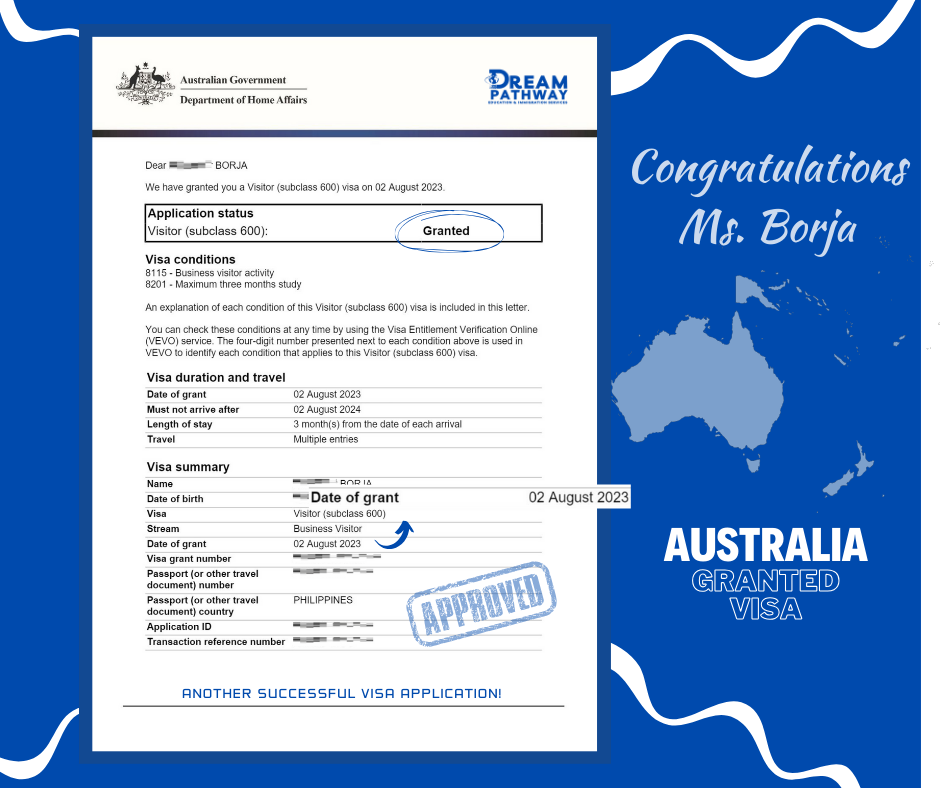 Australian Government
Department of Home Affairs
DREAM
PATHWAY
EDUCATION & IMMIGRATION SERVICES
Dear BORJA
We have granted you a Visitor (subclass 600) visa on 02 August 2023.
Application status
Visitor (subclass 600): Granted
Visa conditions
8115 - Business visitor activity
8201 - Maximum three months study
An explanation of each condition of this Visitor (subclass 600) visa is included in this letter.
You can check these conditions at any time by using the Visa Entitlement Verification Online
(VEVO) service. The four-digit number presented next to each condition above is used in
VEVO to identify each condition that applies to this Visitor (subclass 600) visa.
Visa duration and travel
Date of grant 02 August 2023
Must not arrive after 02 August 2024
Length of stay 3 month(s) from the date of each arrival
Travel Multiple entries
Visa summary
Name BORJA
Date of birth
Date of grant 02 August 2023
Visa Visitor (subclass 600)
Stream Business Visitor
Date of grant 02 August 2023
Visa grant number
Passport (or other travel
document) number
Passport (or other travel
document) country PHILIPPINES
Application ID
Transaction reference number
APPROVED
ANOTHER SUCCESSFUL VISA APPLICATION!
Congratulations
Ms. Borja
AUSTRALIA
GRANTED
VISA